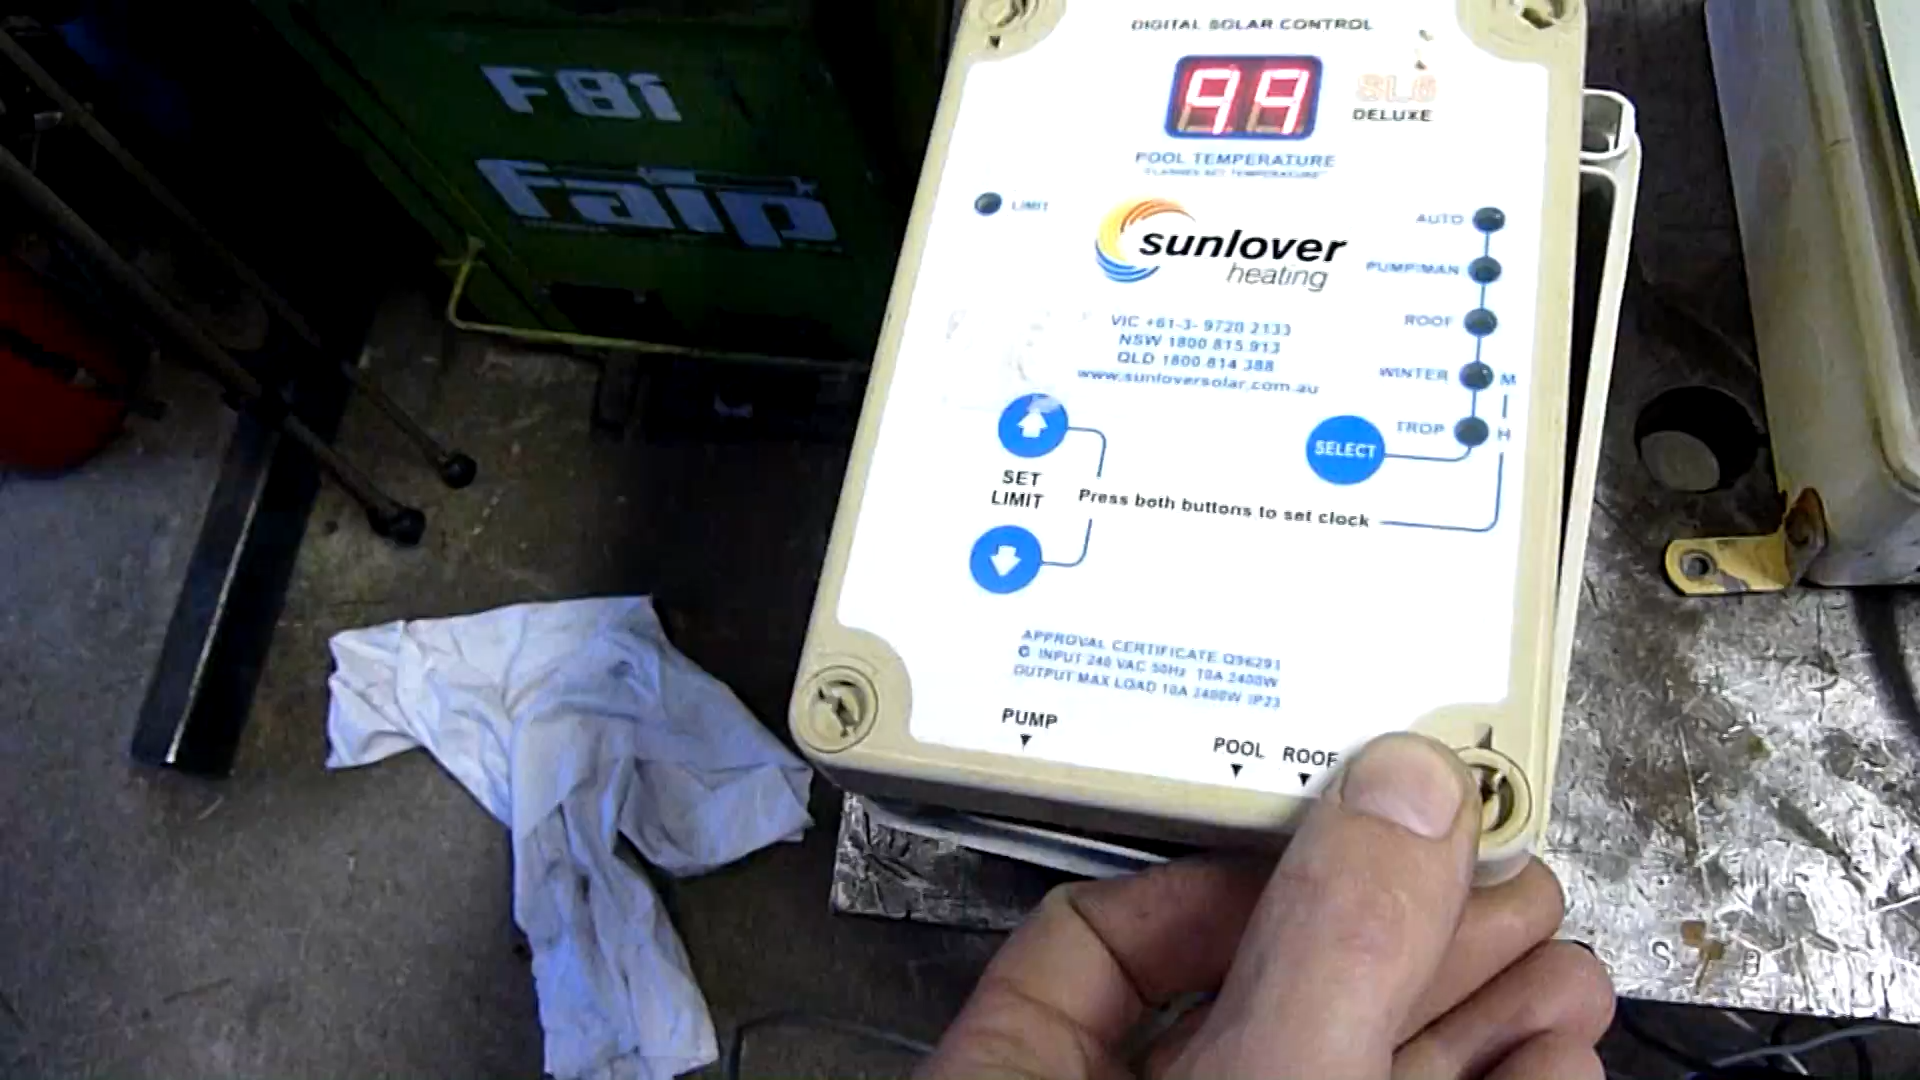 F81
Faip
DIGITAL SOLAR CONTROL
99
SL6
DELUXE
POOL TEMPERATURE
"FLASHES SET TEMPERATURE"
LIMIT
AUTO
sunlover
heating
PUMP/MAN
ROOF
VIC +61-3- 9720 2133
NSW 1800 815 913
QLD 1800 814 388
www.sunloversolar.com.au
WINTER
M
TROP
H
SELECT
SET
LIMIT
Press both buttons to set clock
APPROVAL CERTIFICATE Q96291
© INPUT 240 VAC 50Hz 10A 2400W
OUTPUT MAX LOAD 10A 2400W IP23
PUMP
POOL
ROOF